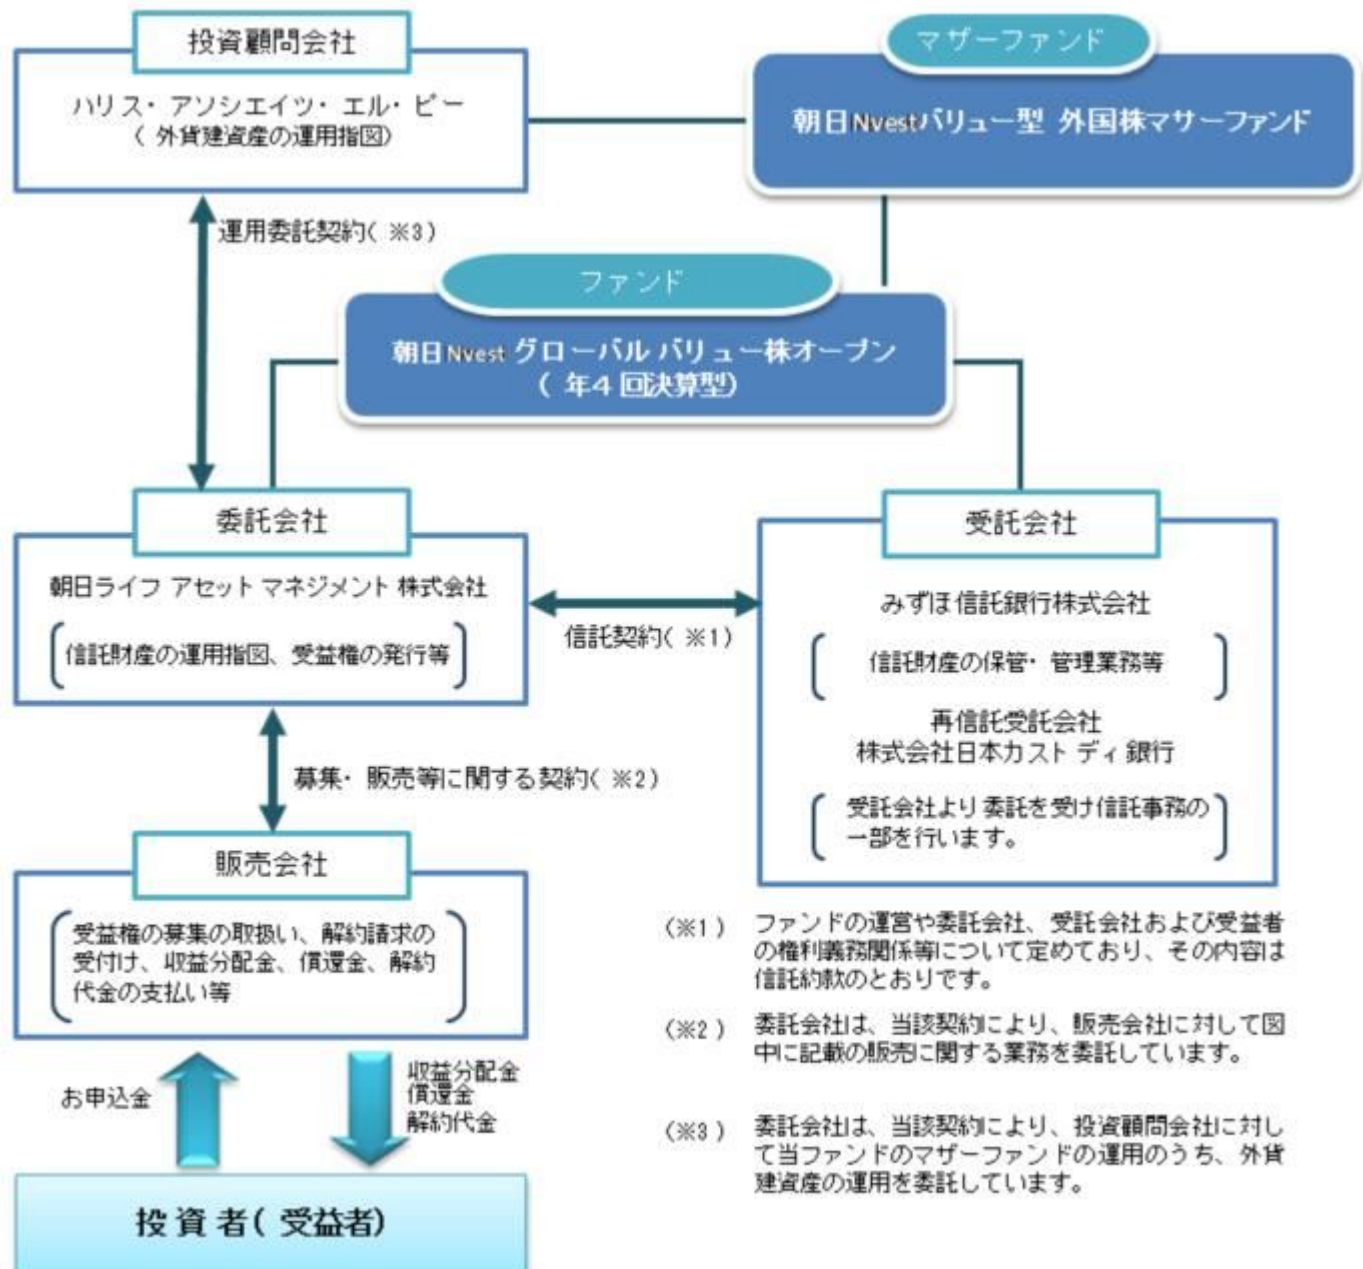 投資顧問会社
ハリス・アソシエイツ・エル・ピー
( 外貨建資産の運用指図)
マザーファンド
朝日Nvestバリュー型 外国株マザーファンド
運用委託契約( ※3)
ファンド
朝日Nvest グローバル バリュー株オープン
( 年4 回決算型)
委託会社
朝日ライフ アセット マネジメント 株式会社
信託財産の運用指図、受益権の発行等
信託契約( ※1)
受託会社
みずほ信託銀行株式会社
信託財産の保管・ 管理業務等
再信託受託会社
株式会社日本カストディ銀行
受託会社より委託を受け信託事務の
一部を行います。
募集・ 販売等に関する契約( ※2)
販売会社
受益権の募集の取扱い、解約請求の
受付け、収益分配金、償還金、解約
代金の支払い等
お申込金
収益分配金
償還金
解約代金
投資者( 受益者)
(※1) ファンドの運営や委託会社、受託会社および受益者
の権利義務関係等について定めており、その内容は
信託約款のとおりです。
(※2) 委託会社は、当該契約により、販売会社に対して図
中に記載の販売に関する業務を委託しています。
(※3) 委託会社は、当該契約により、投資顧問会社に対し
て当ファンドのマザーファンドの運用のうち、外貨
建資産の運用を委託しています。